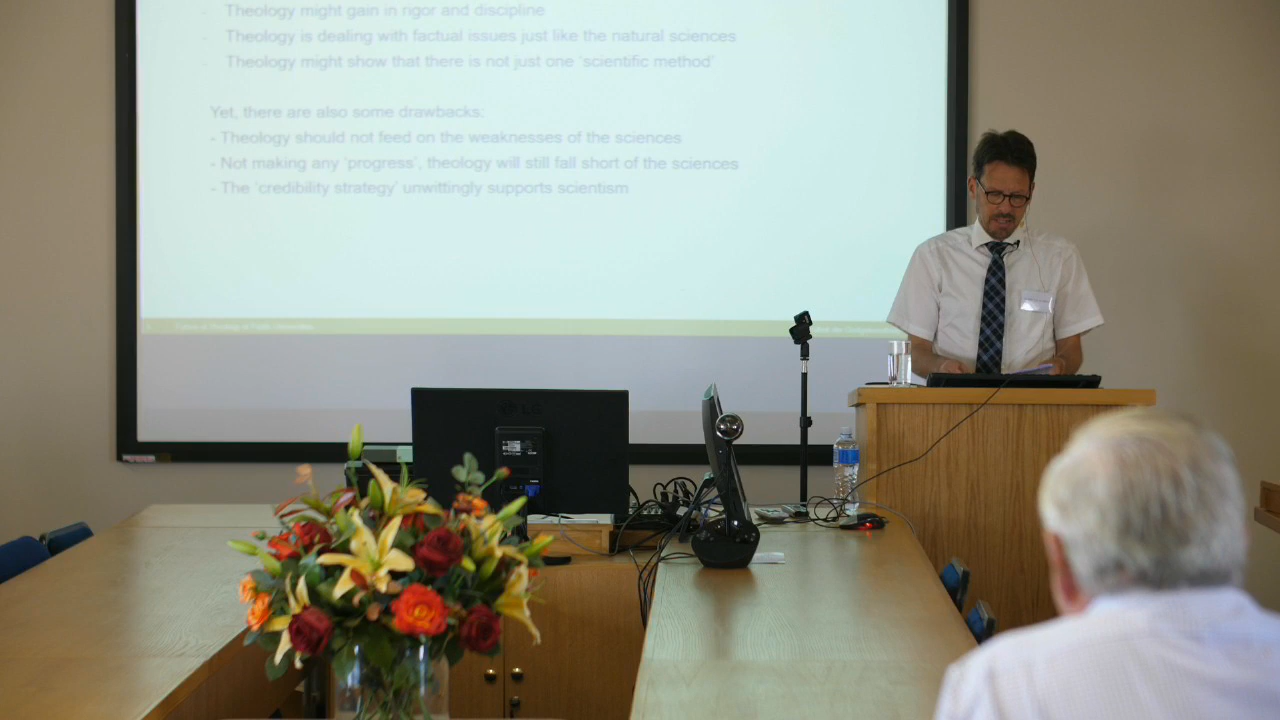 - Theology might gain in rigor and discipline
- Theology is dealing with factual issues just like the natural sciences
- Theology might show that there is not just one 'scientific method'
Yet, there are also some drawbacks:
- Theology should not feed on the weaknesses of the sciences
- Not making any 'progress', theology will still fall short of the sciences
- The 'credibility strategy' unwittingly supports scientism
LG